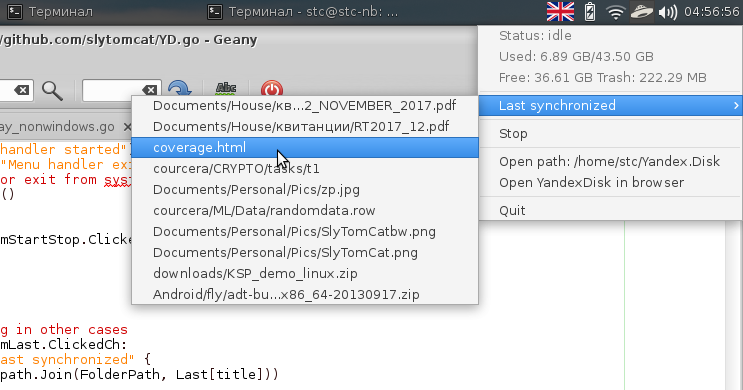 Терминал
Терминал - stc@stc-nb: ...
04:56:56
/github.com/slytomcat/YD.go - Geany
Status: idle
Used: 6.89 GB/43.50 GB
Free: 36.61 GB Trash: 222.29 MB
Last synchronized
Stop
Open path: /home/stc/Yandex.Disk
Open YandexDisk in browser
Quit
Abc
Documents/House/кв...2_NOVEMBER_2017.pdf
Documents/House/квитанции/RT2017_12.pdf
coverage.html
courcera/CRYPTO/tasks/t1
Documents/Personal/Pics/zp.jpg
courcera/ML/Data/randomdata.row
Documents/Personal/Pics/SlyTomCatbw.png
Documents/Personal/Pics/SlyTomCat.png
downloads/KSP_demo_linux.zip
Android/fly/adt-bu...x86_64-20130917.zip
ay_nonwindows.go
handler started")
"Menu handler ex
or exit from syst
()
mStartStop.Clicke
g in other cases
mLast.ClickedCh:
ast synchronized" {
path.Join(FolderPath, Last[title]))